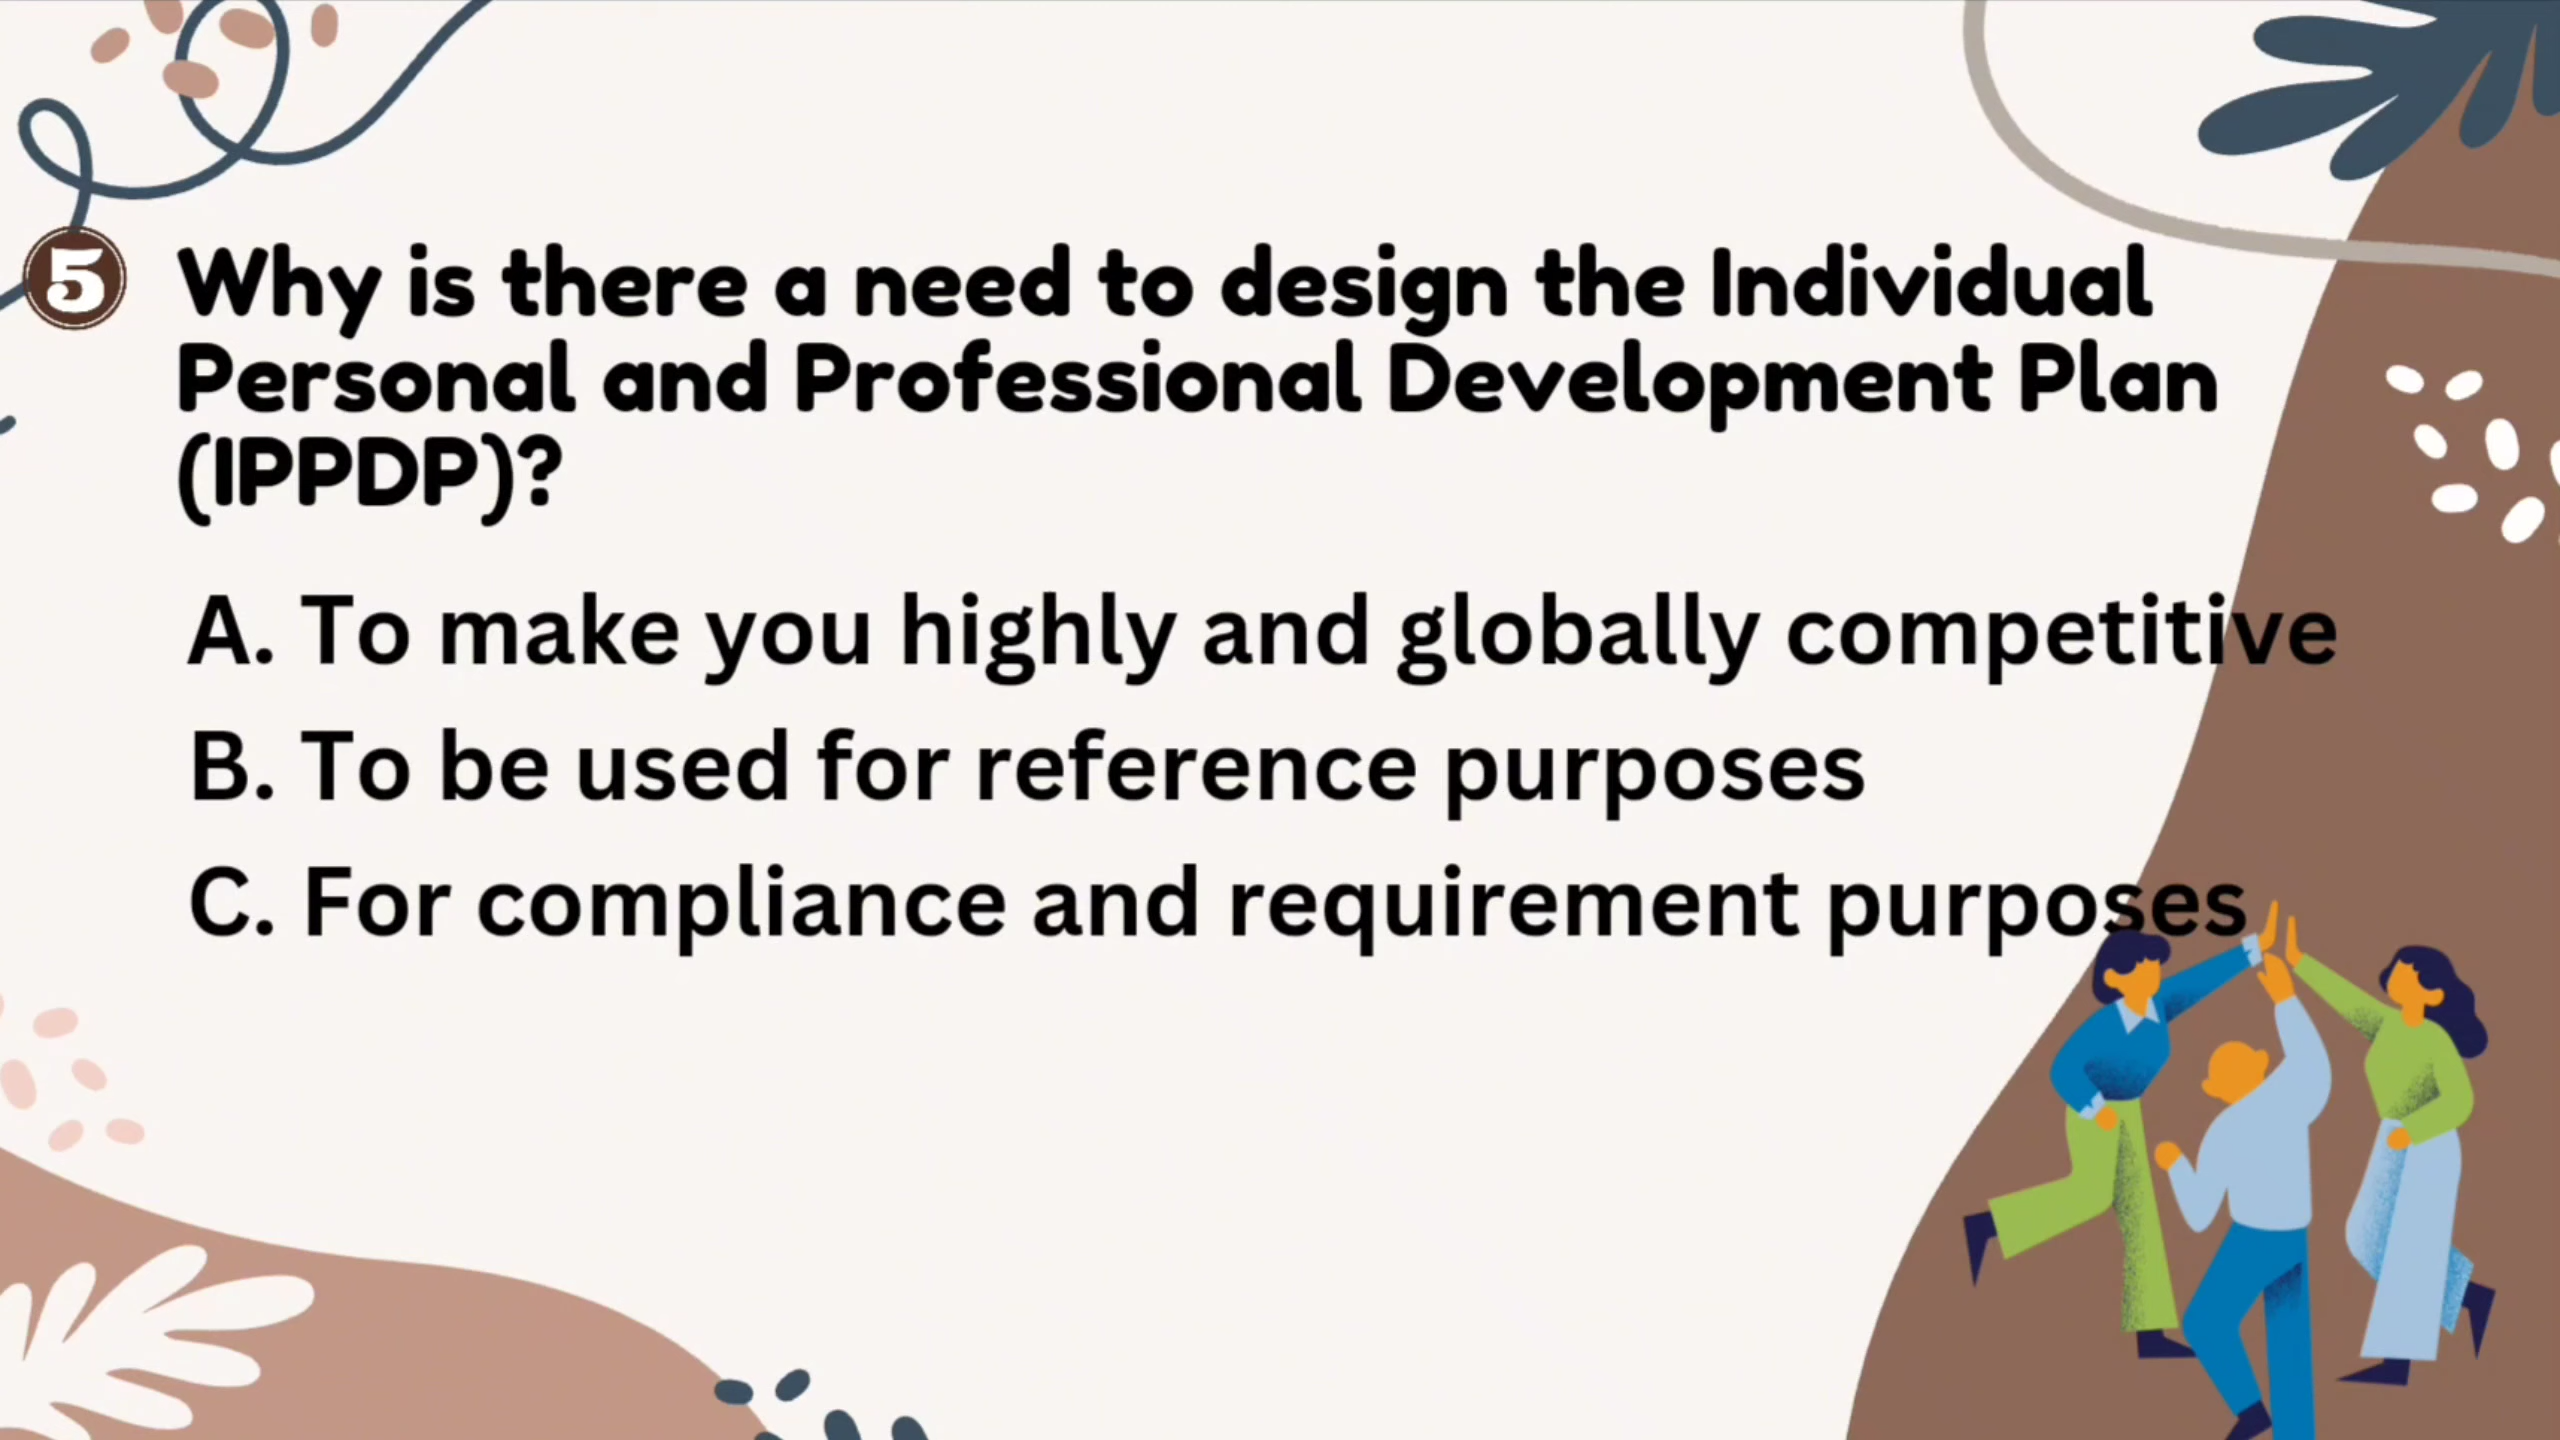 5 Why is there a need to design the Individual
Personal and Professional Development Plan
(IPPDP)?
A. To make you highly and globally competitive
B. To be used for reference purposes
C. For compliance and requirement purposes